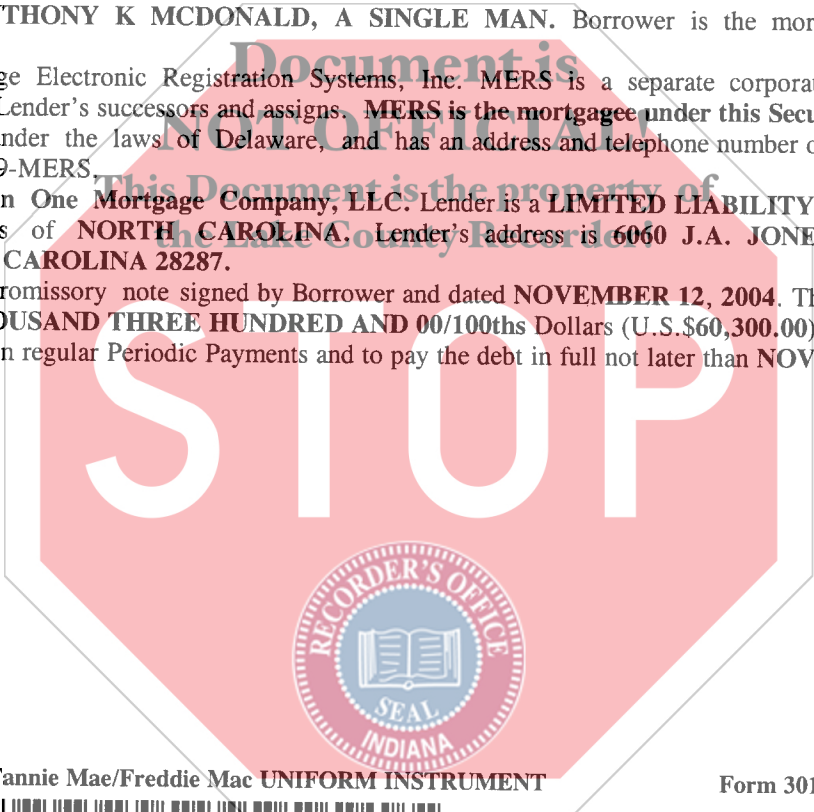 THONY K MCDONALD, A SINGLE MAN. Borrower is the mor
Document is
ge Electronic Registration Systems, Inc. MERS is a separate corpora
Lender's successors and assigns. MERS is the mortgagee under this Secu
NOT OFFICIAL!
nder the laws of Delaware, and has an address and telephone number o
9-MERS.
This Document is the property of
n One Mortgage Company, LLC. Lender is a LIMITED LIABILITY
s of NORTH CAROLINA. Lender's address is 6060 J.A. JONE
the Lake County Recorder!
CAROLINA 28287.
romissory note signed by Borrower and dated NOVEMBER 12, 2004. Th
OUSAND THREE HUNDRED AND 00/100ths Dollars (U.S.$60,300.00)
n regular Periodic Payments and to pay the debt in full not later than NOV
STOP
RECORDER'S OFFICE
SEAL
INDIANA
annie Mae/Freddie Mac UNIFORM INSTRUMENT Form 301